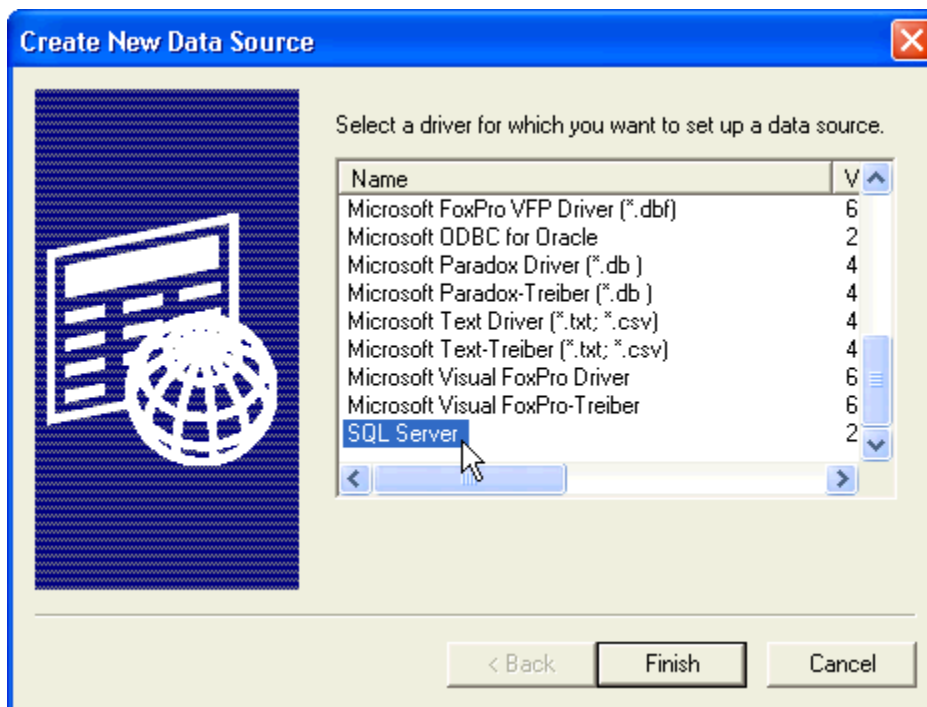 Create New Data Source
Select a driver for which you want to set up a data source.
Name V
Microsoft FoxPro VFP Driver (*.dbf) 6
Microsoft ODBC for Oracle 2
Microsoft Paradox Driver (*.db ) 4
Microsoft Paradox-Treiber (*.db ) 4
Microsoft Text Driver (*.txt; *.csv) 4
Microsoft Text-Treiber (*.txt; *.csv) 4
Microsoft Visual FoxPro Driver 6
Microsoft Visual FoxPro-Treiber 6
SQL Server 2
< Back Finish Cancel